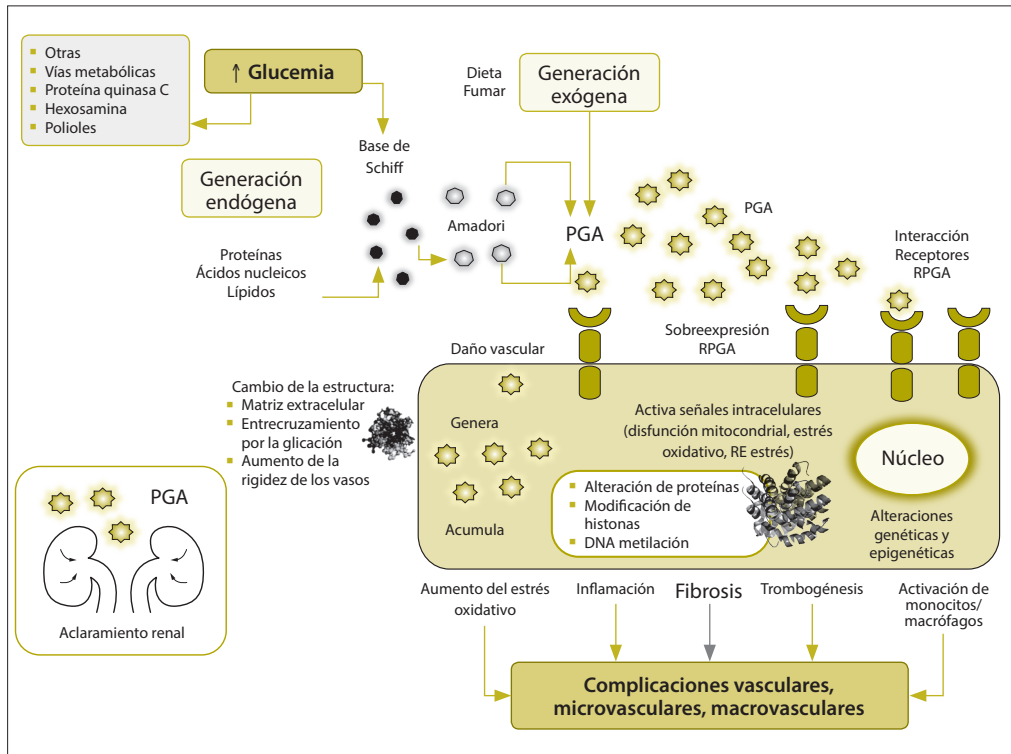 Otras
Vías metabólicas
Proteína quinasa C
Hexosamina
Polioles
↑ Glucemia
Dieta
Fumar
Generación
exógena
Base de
Schiff
Generación
endógena
Amadori
PGA
PGA
Proteínas
Ácidos nucleicos
Lípidos
Interacción
Receptores
RPGA
Sobreexpresión
RPGA
Daño vascular
Cambio de la estructura:
Matriz extracelular
Entrecruzamiento
por la glicación
Aumento de la
rigidez de los vasos
Genera
Acumula
Activa señales intracelulares
(disfunción mitocondrial, estrés
oxidativo, RE estrés)
Alteración de proteínas
Modificación de
histonas
DNA metilación
Núcleo
Alteraciones
genéticas y
epigenéticas
PGA
Aclaramiento renal
Aumento del estrés
oxidativo
Inflamación
Fibrosis
Trombogénesis
Activación de
monocitos/
macrófagos
Complicaciones vasculares,
microvasculares, macrovasculares